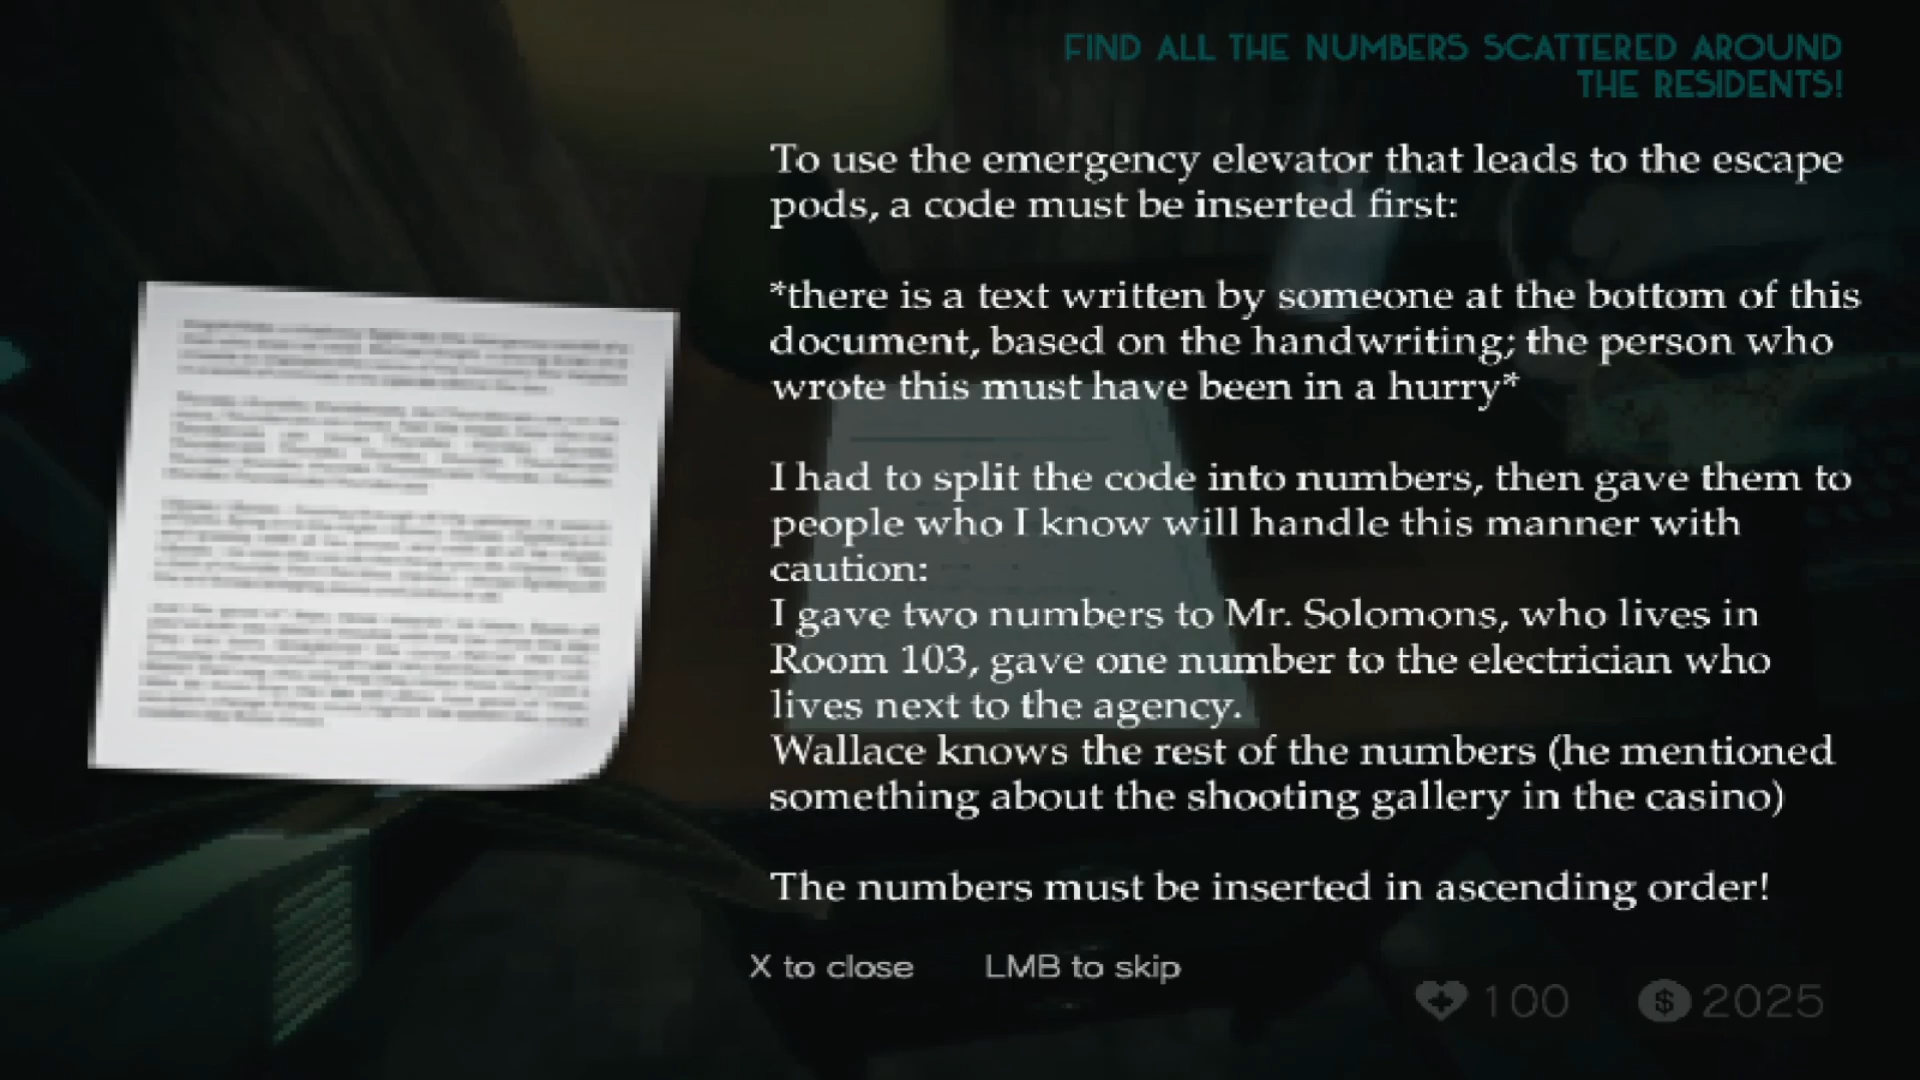 FIND ALL THE NUMBERS SCATTERED AROUND
THE RESIDENTS!
To use the emergency elevator that leads to the escape
pods, a code must be inserted first:
*there is a text written by someone at the bottom of this
document, based on the handwriting; the person who
wrote this must have been in a hurry*
I had to split the code into numbers, then gave them to
people who I know will handle this manner with
caution:
I gave two numbers to Mr. Solomons, who lives in
Room 103, gave one number to the electrician who
lives next to the agency.
Wallace knows the rest of the numbers (he mentioned
something about the shooting gallery in the casino)
The numbers must be inserted in ascending order!
X to close LMB to skip
100 $ 2025